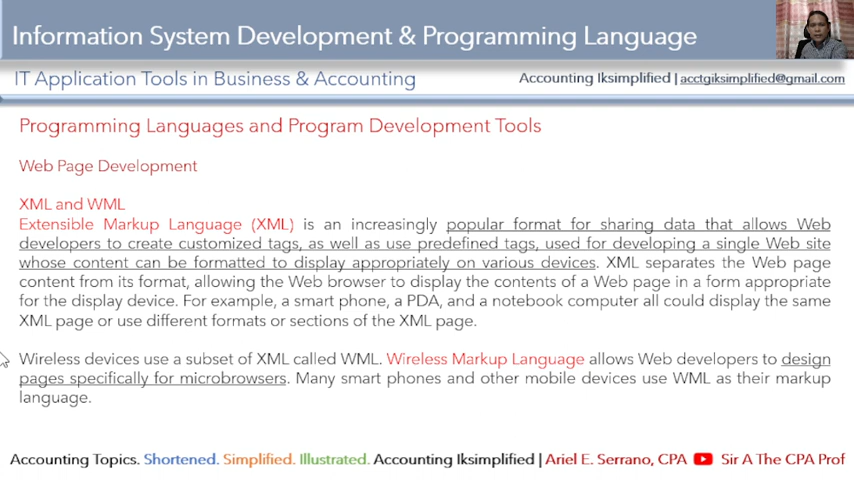 Information System Development & Programming Language
IT Application Tools in Business & Accounting
Accounting Iksimplified | acctgiksimplified@gmail.com
Programming Languages and Program Development Tools
Web Page Development
XML and WML
Extensible Markup Language (XML) is an increasingly popular format for sharing data that allows Web
developers to create customized tags, as well as use predefined tags, used for developing a single Web site
whose content can be formatted to display appropriately on various devices. XML separates the Web page
content from its format, allowing the Web browser to display the contents of a Web page in a form appropriate
for the display device. For example, a smart phone, a PDA, and a notebook computer all could display the same
XML page or use different formats or sections of the XML page.
Wireless devices use a subset of XML called WML. Wireless Markup Language allows Web developers to design
pages specifically for microbrowsers. Many smart phones and other mobile devices use WML as their markup
language.
Accounting Topics. Shortened. Simplified. Illustrated. Accounting Iksimplified | Ariel E. Serrano, CPA Sir A The CPA Prof